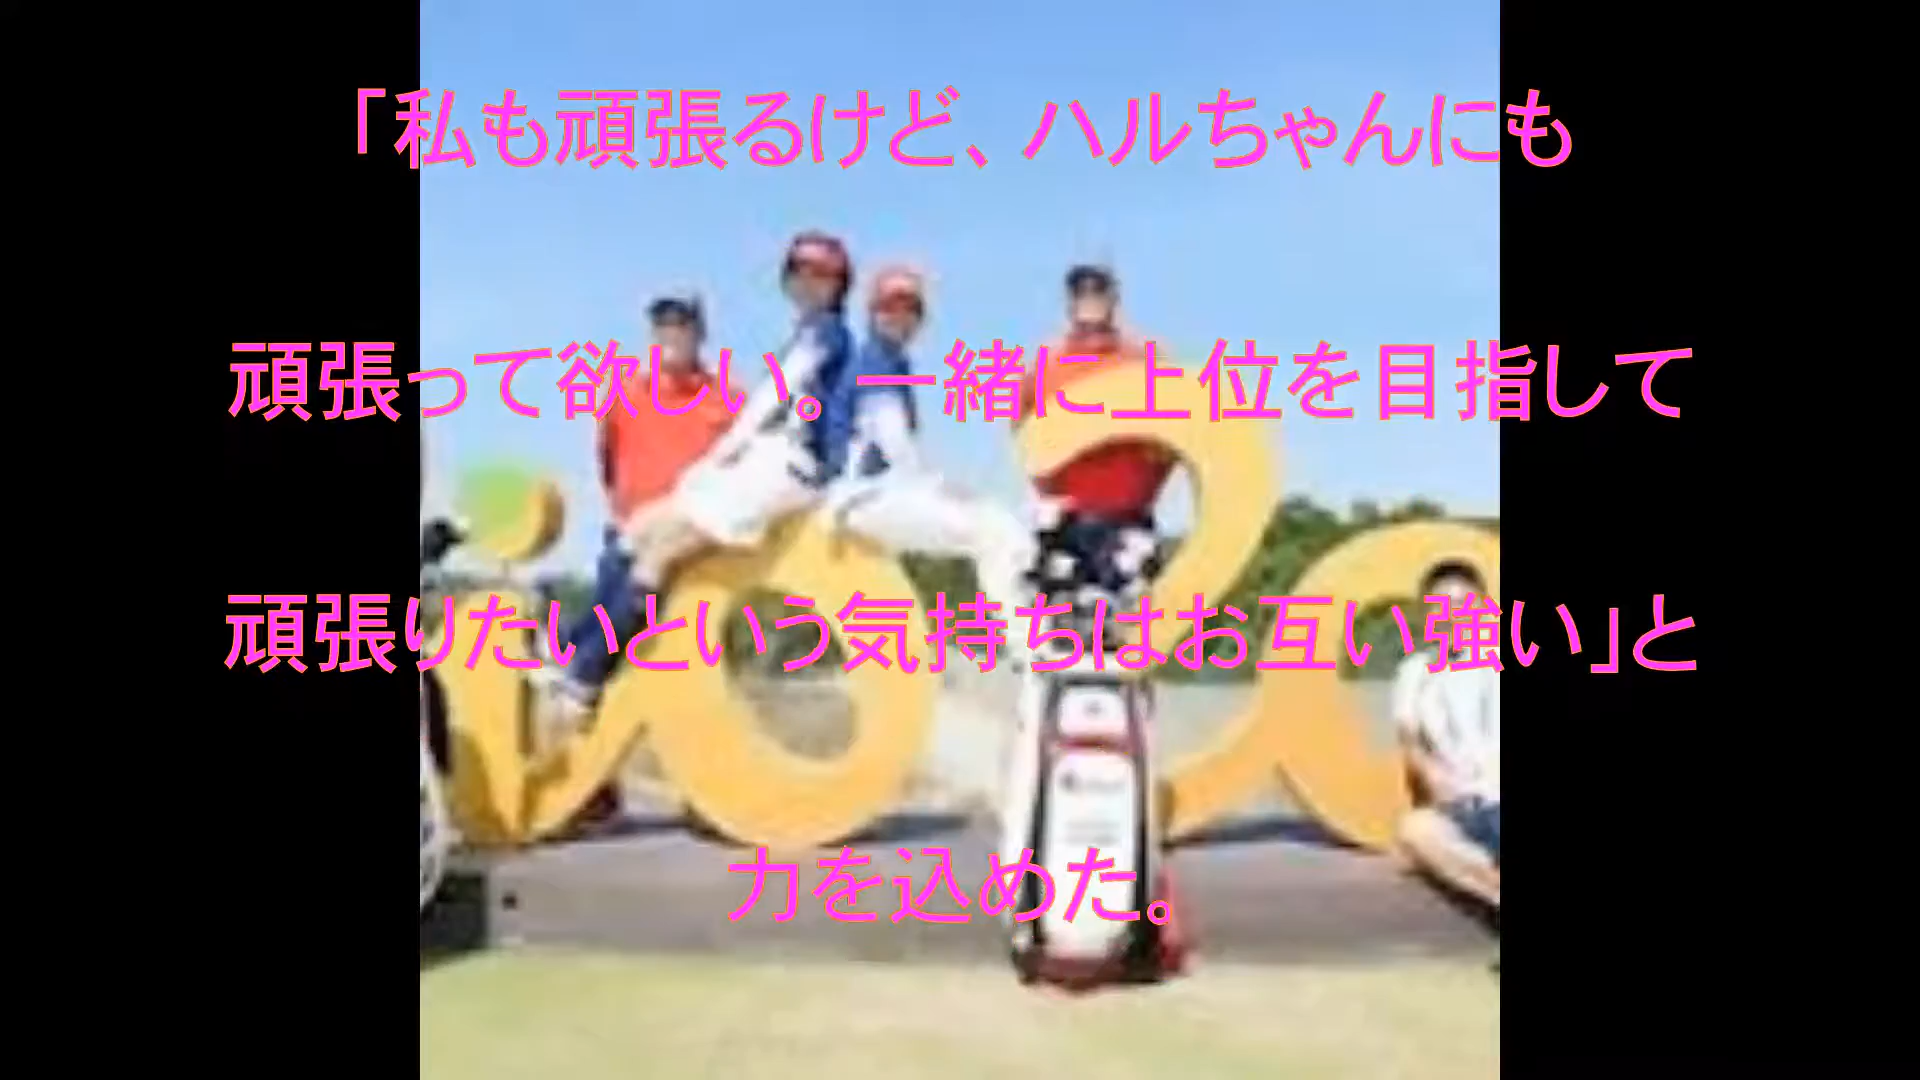 「私も頑張るけど、ハルちゃんにも
頑張って欲しい。一緒に上位を目指して
頑張りたいという気持ちはお互い強い」と
力を込めた。